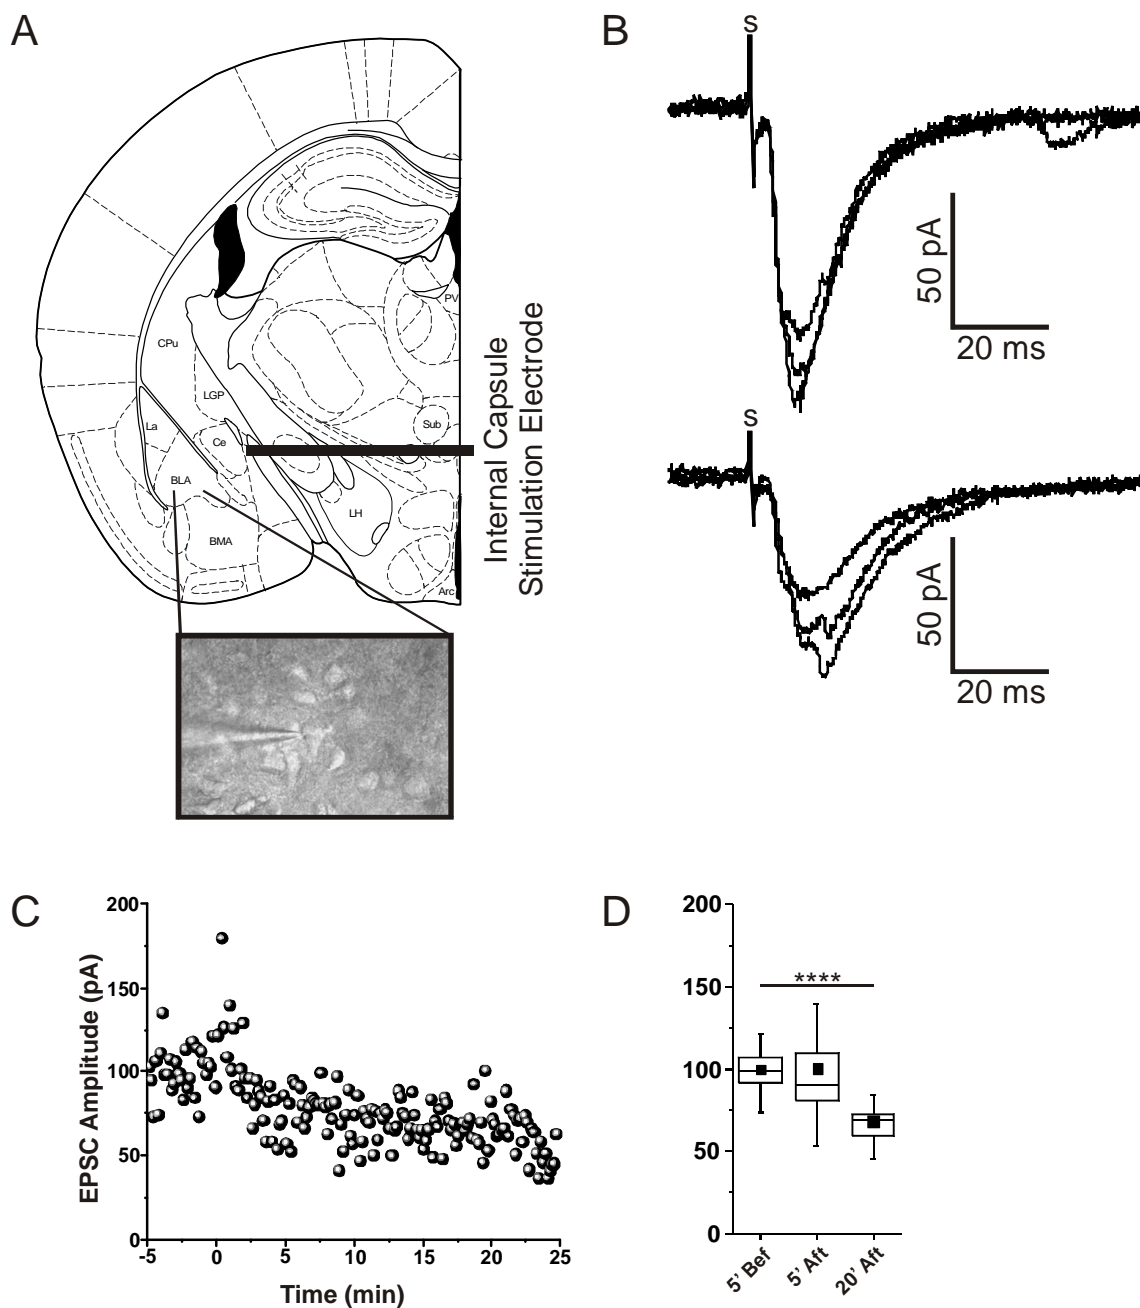 A
B
S
PV
CPu
50 pA
20 ms
LGP
La
Ce
Sub
BLA
LH
BMA
Arc
Internal Capsule
Stimulation Electrode
S
50 pA
20 ms
C
200
150
100
50
0
EPSC Amplitude (pA)
-5
0
5
10
15
20
25
Time (min)
D
200
150
100
50
0
****
5' Bef
5' Aft
20' Aft